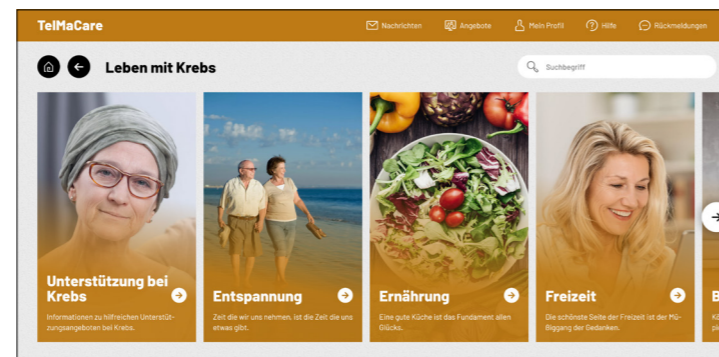 TelMaCare
Nachrichten
Angebote
Mein Profil
Hilfe
Rückmeldungen
Leben mit Krebs
Suchbegriff
Unterstützung bei
Krebs
Informationen zu hilfreichen Unterstüt-
zungsangeboten bei Krebs.
Entspannung
Zeit die wir uns nehmen, ist die Zeit die uns
etwas gibt.
Ernährung
Eine gute Küche ist das Fundament allen
Glücks.
Freizeit
Die schönste Seite der Freizeit ist der Mü-
ßiggang der Gedanken.